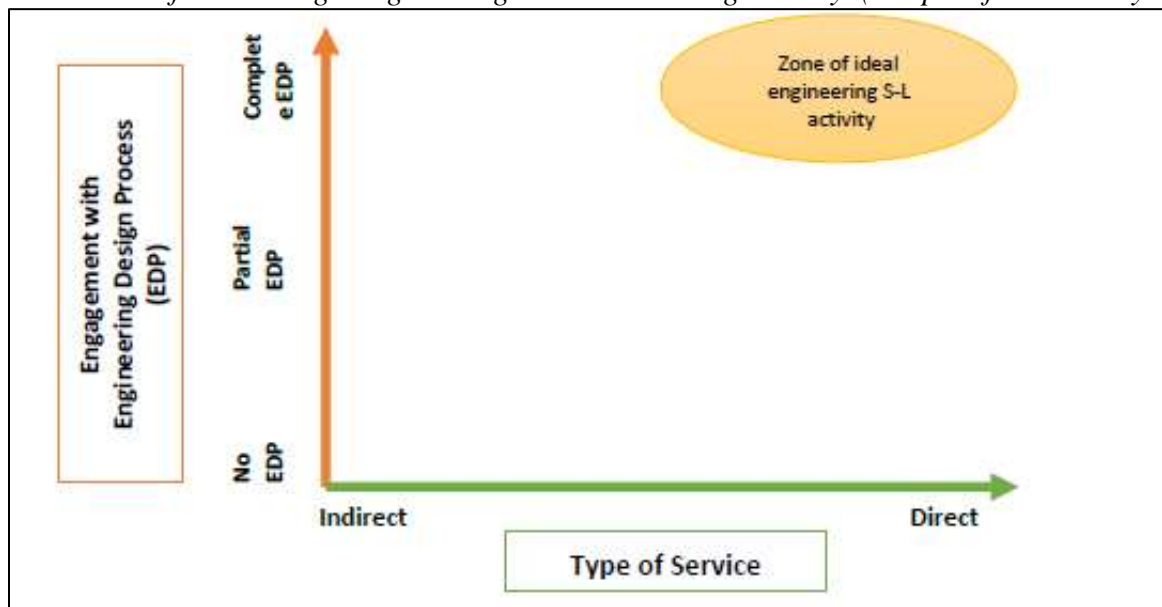 Zone of ideal
engineering S-L
activity
Engagement with
Engineering Design Process
(EDP)
Complet
e EDP
Partial
EDP
No
EDP
Indirect
Direct
Type of Service